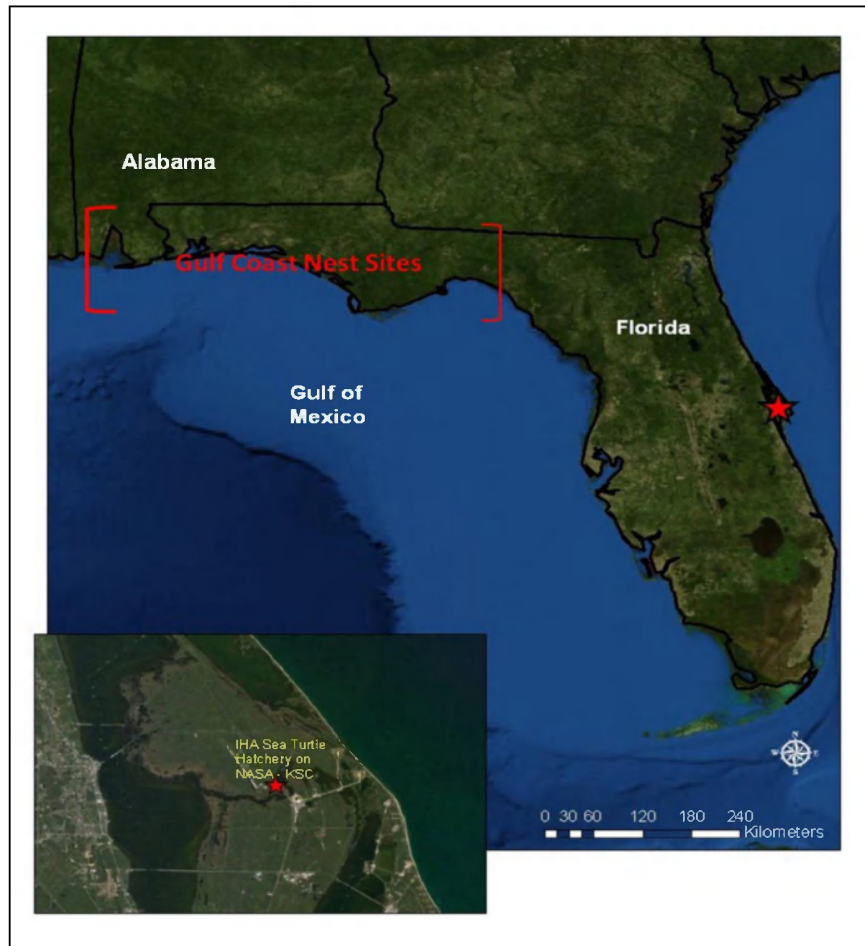 Alabama
Gulf Coast Nest Sites
Florida
Gulf of
Mexico
IHA Sea Turtle
Hatchery on
NASA - KSC
N
W E
S
0 30 60 120 180 240
Kilometers